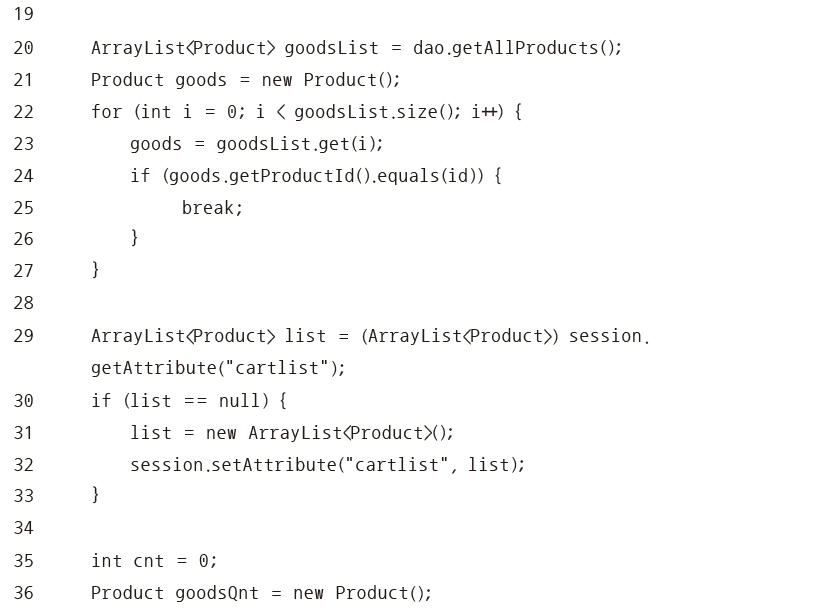 19
20 ArrayList<Product> goodsList = dao.getAllProducts();
21 Product goods = new Product();
22 for (int i = 0; i < goodsList.size(); i++) {
23 goods = goodsList.get(i);
24 if (goods.getProductId().equals(id)) {
25 break;
26 }
27 }
28
29 ArrayList<Product> list = (ArrayList<Product>) session.
getAttribute("cartlist");
30 if (list == null) {
31 list = new ArrayList<Product>();
32 session.setAttribute("cartlist", list);
33 }
34
35 int cnt = 0;
36 Product goodsQnt = new Product();